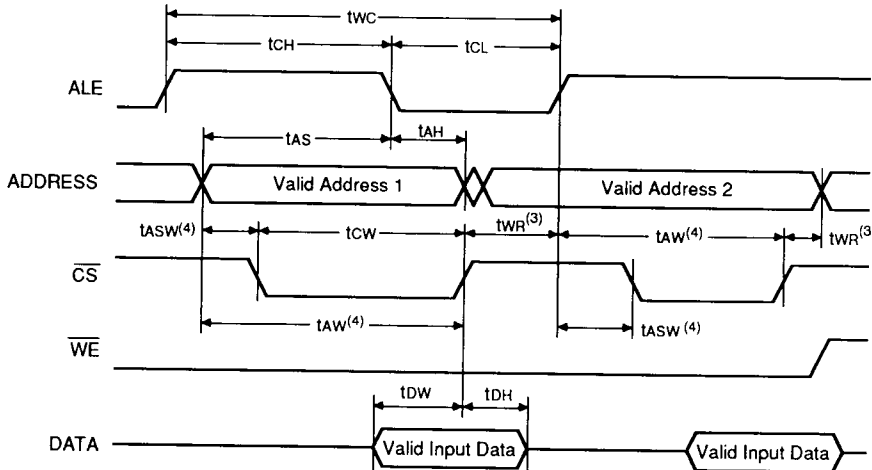 tWC
tCH
tCL
ALE
tAS
tAH
ADDRESS
Valid Address 1
Valid Address 2
tASW(4)
tCW
tWR(3)
tAW(4)
tWR(3
CS
tAW(4)
tASW(4)
WE
tDW
tDH
DATA
Valid Input Data
Valid Input Data